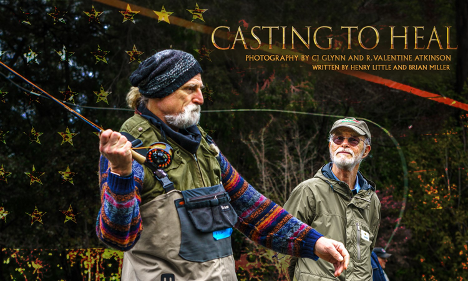 CASTING TO HEAL
PHOTOGRAPHY BY CJ GLYNN AND R. VALENTINE ATKINSON
WRITTEN BY HENRY LITTLE AND BRIAN MILLER